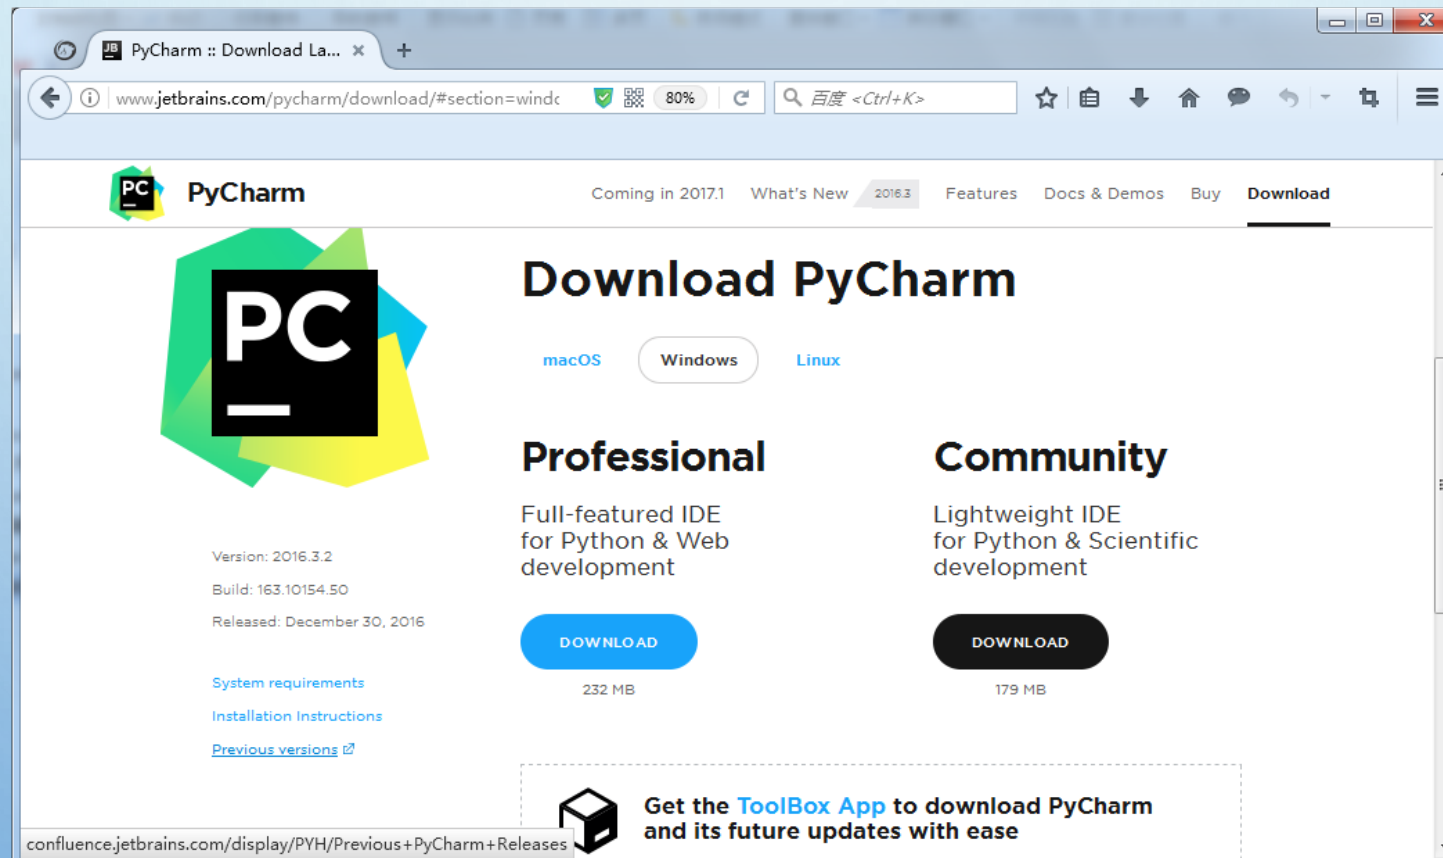 PyCharm :: Download La...
www.jetbrains.com/pycharm/download/#section=windc
80%
百度 <Ctrl+K>
PC
PyCharm
Coming in 2017.1
What's New
2016.3
Features
Docs & Demos
Buy
Download
PC
Download PyCharm
macOS
Windows
Linux
Professional
Community
Full-featured IDE
for Python & Web
development
Lightweight IDE
for Python & Scientific
development
Version: 2016.3.2
Build: 163.10154.50
Released: December 30, 2016
DOWNLOAD
DOWNLOAD
232 MB
179 MB
System requirements
Installation Instructions
Previous versions
Get the ToolBox App to download PyCharm
and its future updates with ease
confluence.jetbrains.com/display/PYH/Previous+PyCharm+Releases